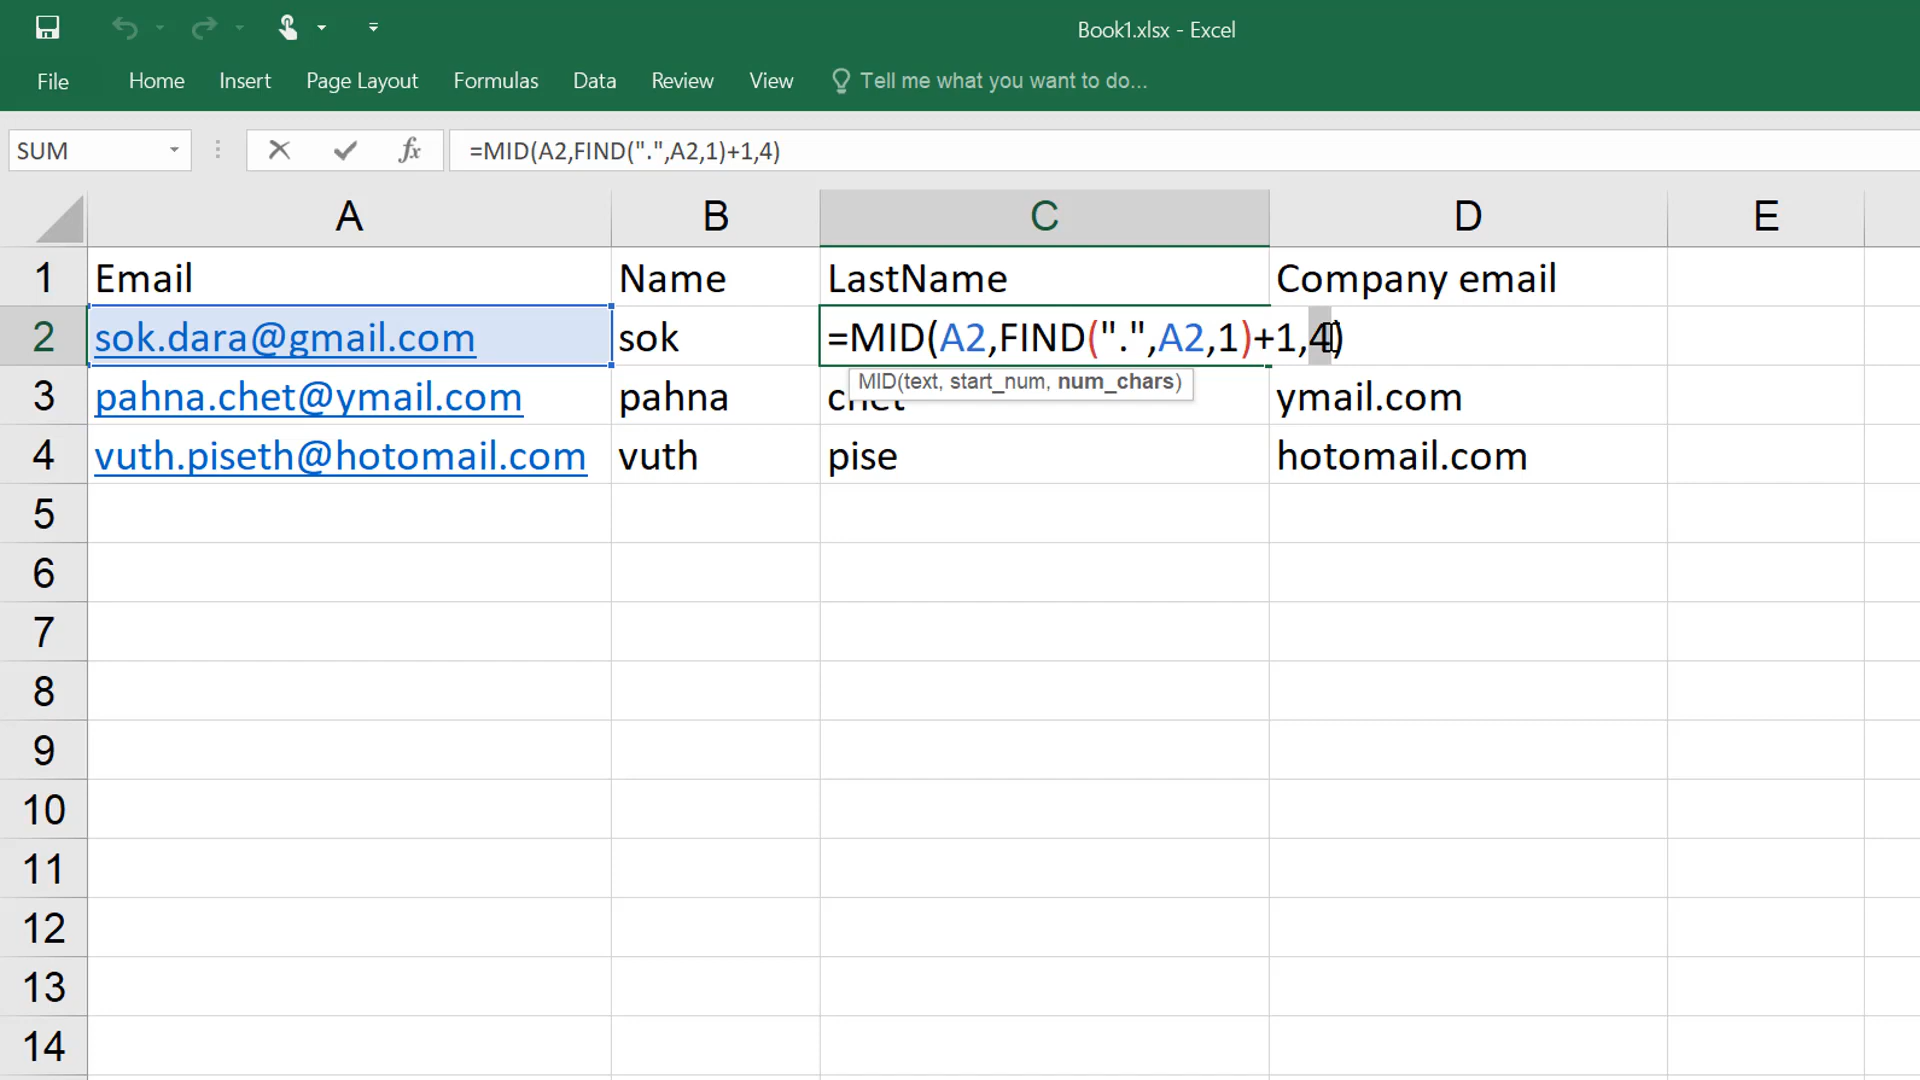 Book1.xlsx - Excel
File Home Insert Page Layout Formulas Data Review View Tell me what you want to do...
SUM fx =MID(A2,FIND(".",A2,1)+1,4)
A B C D E
1 Email Name LastName Company email
2 sok.dara@gmail.com sok =MID(A2,FIND(".",A2,1)+1,4)
MID(text, start_num, num_chars)
3 pahna.chet@ymail.com pahna chet ymail.com
4 vuth.piseth@hotomail.com vuth pise hotomail.com
5
6
7
8
9
10
11
12
13
14